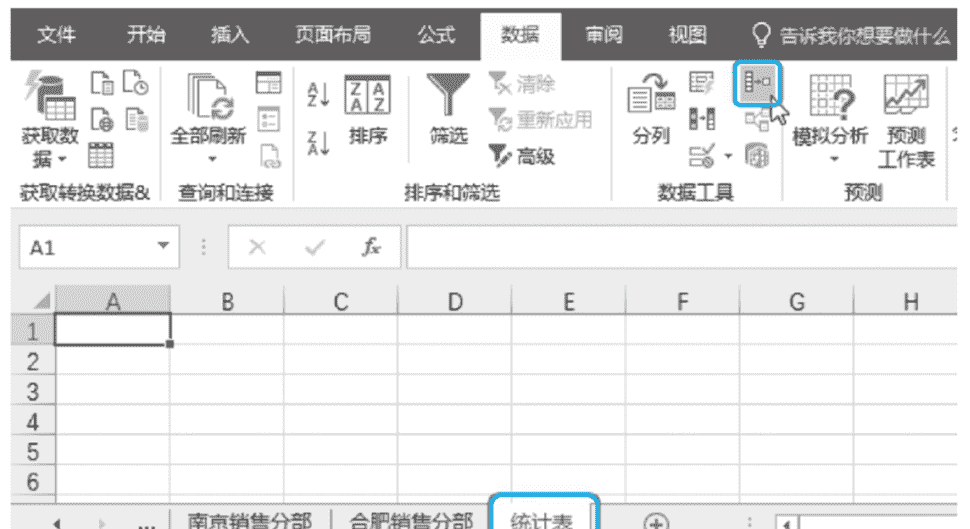 文件 开始 插入 页面布局 公式 数据 审阅 视图 告诉我你想要做什么
获取数据 全部刷新 排序 筛选 清除 重新应用 高级 分列 模拟分析 预测工作表
获取转换数据& 查询和连接 排序和筛选 数据工具 预测
A1 fx
A B C D E F G H
1
2
3
4
5
6
... 南京销售分部 合肥销售分部 统计表